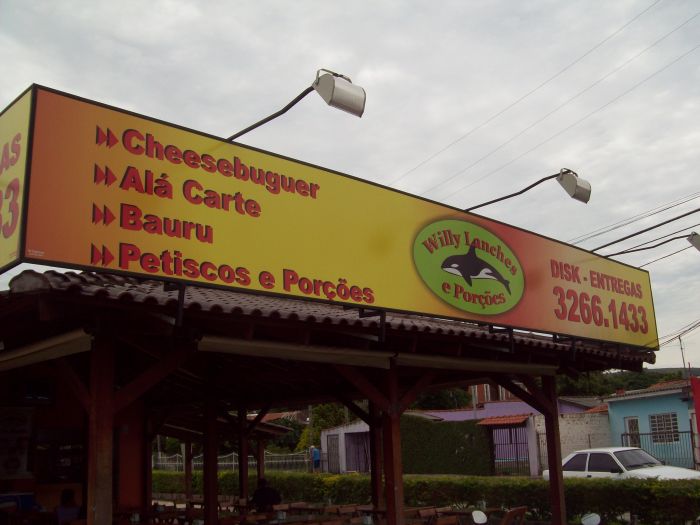 AS
33
Cheesebuguer
Alá Carte
Bauru
Petiscos e Porções
Willy Lanches
e Porções
DISK - ENTREGAS
3266.1433